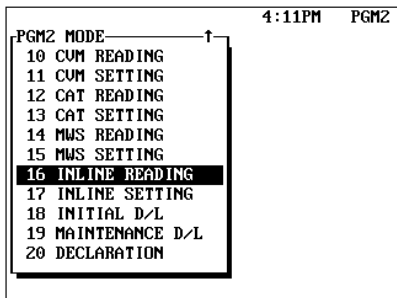 4:11PM PGM2
PGM2 MODE ↑
10 CVM READING
11 CVM SETTING
12 CAT READING
13 CAT SETTING
14 MWS READING
15 MWS SETTING
16 INLINE READING
17 INLINE SETTING
18 INITIAL D/L
19 MAINTENANCE D/L
20 DECLARATION